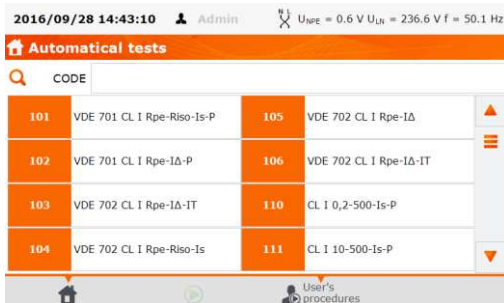 2016/09/28 14:43:10 Admin N L UNPE = 0.6 V ULN = 236.6 V f = 50.1 Hz
Automatical tests
CODE
101 VDE 701 CL I Rpe-Riso-Is-P 105 VDE 702 CL I Rpe-IΔ
102 VDE 701 CL I Rpe-IΔ-P 106 VDE 702 CL I Rpe-IΔ-IT
103 VDE 702 CL I Rpe-IΔ-IT 110 CL I 0,2-500-Is-P
104 VDE 702 CL I Rpe-Riso-Is 111 CL I 10-500-Is-P
User's
procedures